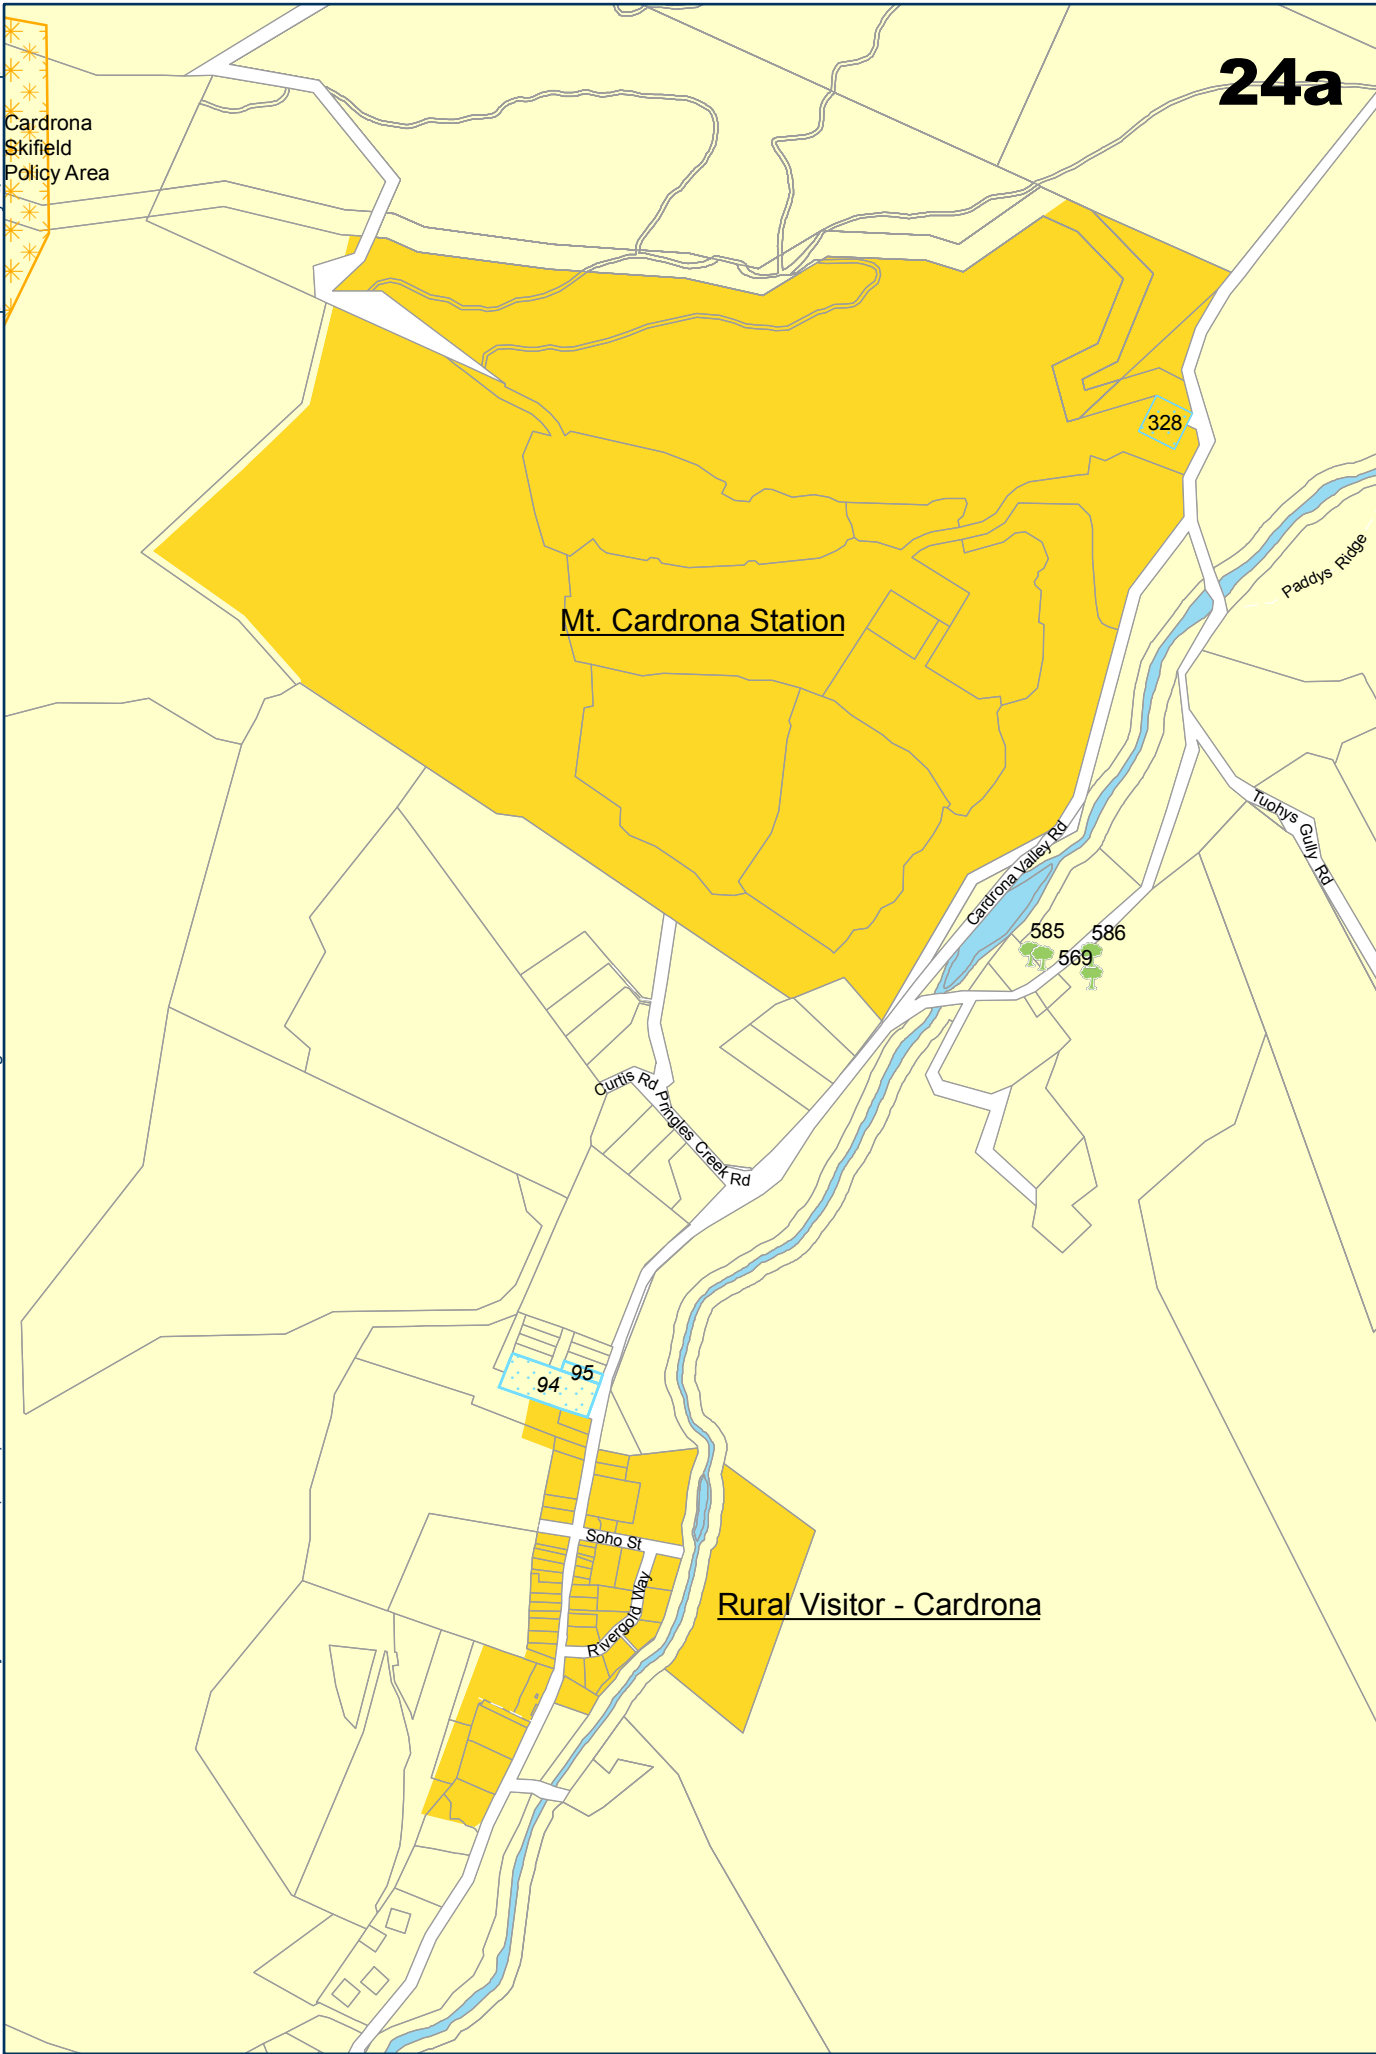 24a
Cardrona
Skifield
Policy Area
328
Paddys Ridge
Mt. Cardrona Station
Tuohys Gully Rd
Cardrona Valley Rd
585
586
569
Curtis Rd
Pringles Creek Rd
95
94
Soho St
Rivergold Way
Rural Visitor - Cardrona